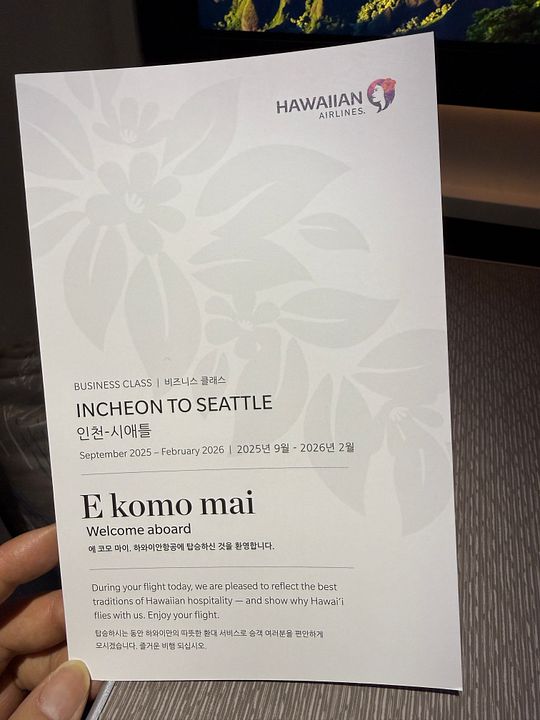 HAWAIIAN
AIRLINES.
BUSINESS CLASS | 비즈니스 클래스
INCHEON TO SEATTLE
인천-시애틀
September 2025 – February 2026 | 2025년 9월 - 2026년 2월
E komo mai
Welcome aboard
에 코모 마이. 하와이안항공에 탑승하신 것을 환영합니다.
During your flight today, we are pleased to reflect the best
traditions of Hawaiian hospitality — and show why Hawai‘i
flies with us. Enjoy your flight.
탑승하시는 동안 하와이만의 따뜻한 환대 서비스로 승객 여러분을 편안하게
모시겠습니다. 즐거운 비행 되십시오.